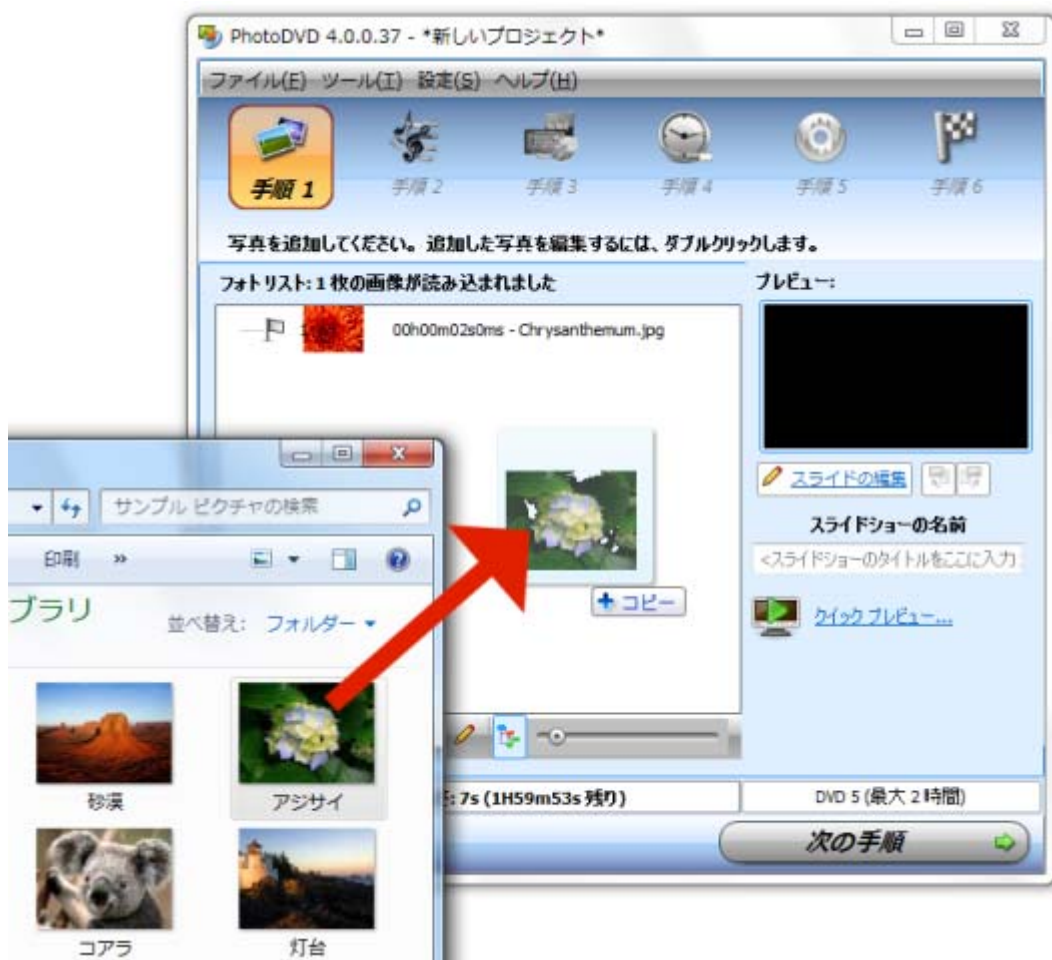 PhotoDVD 4.0.0.37 - *新しいプロジェクト*
ファイル(E) ツール(T) 設定(S) ヘルプ(H)
手順 1 手順 2 手順 3 手順 4 手順 5 手順 6
写真を追加してください。追加した写真を編集するには、ダブルクリックします。
フォトリスト: 1 枚の画像が読み込まれました
00h00m02s0ms - Chrysanthemum.jpg
プレビュー:
スライドの編集
スライドショーの名前
<スライドショーのタイトルをここに入力
クイック プレビュー...
コピー
サンプル ピクチャの検索
印刷 »
ブラリ
並べ替え: フォルダー
砂漠 アジサイ
コアラ 灯台
: 7s (1H59m53s 残り)
DVD 5 (最大 2 時間)
次の手順